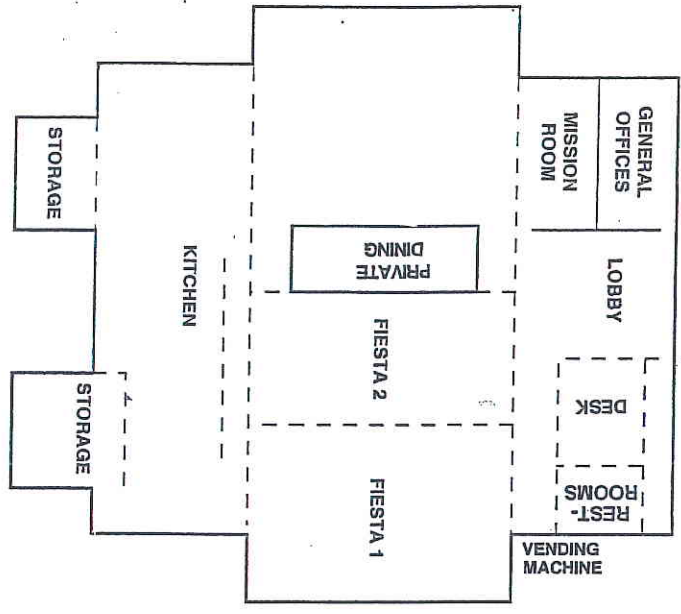 GENERAL
OFFICES
MISSION
ROOM
STORAGE
PRIVATE
DINING
KITCHEN
LOBBY
FIESTA 2
DESK
STORAGE
REST-
ROOMS
FIESTA 1
VENDING
MACHINE